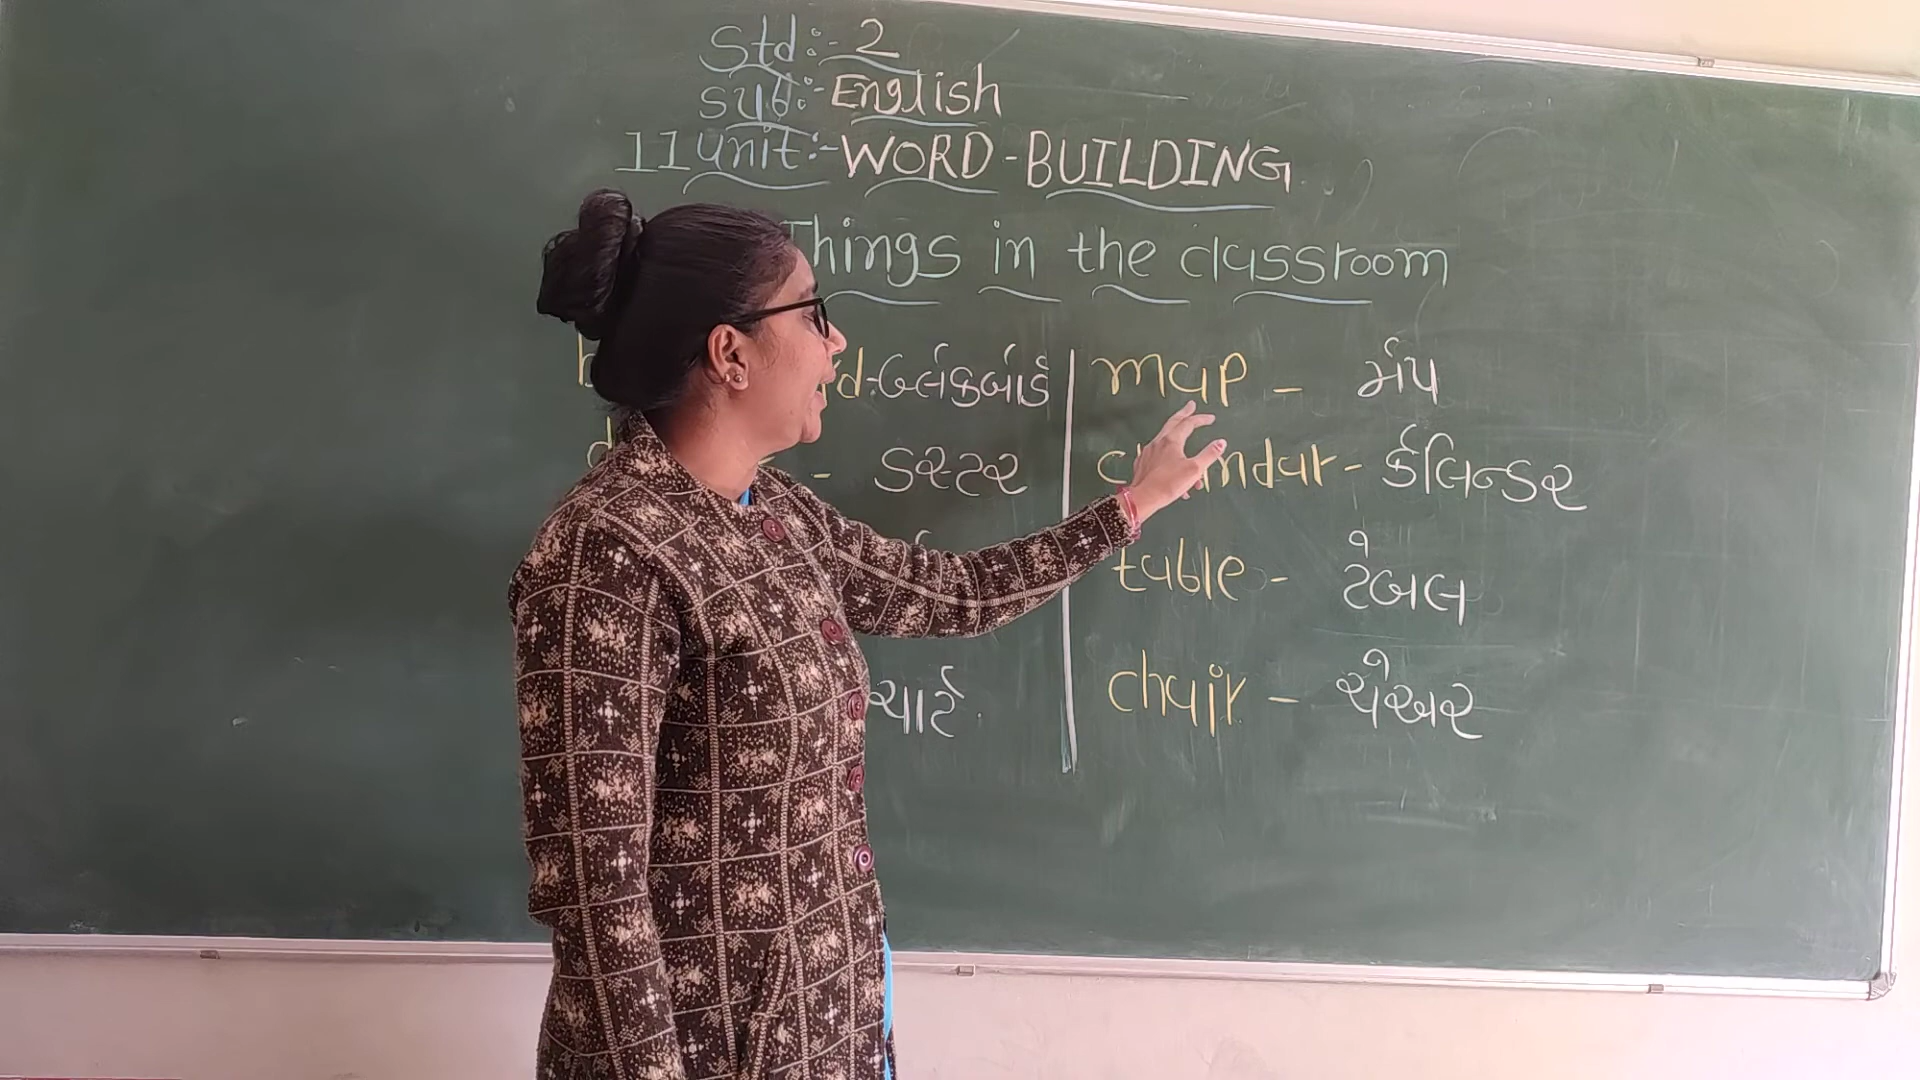 Std:- 2
sub:- English
11 unit:- WORD-BUILDING
Things in the classroom
d-બ્લેકબોર્ડ
- ડસ્ટર
ચાર્ટ
map - મૅપ
ndar - કૅલિન્ડર
table - ટેબલ
chair - ચેઅર